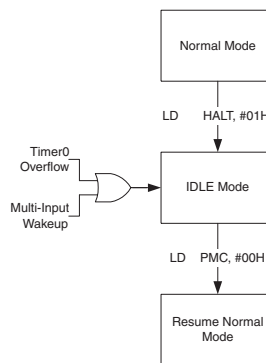 Normal Mode
LD HALT, #01H
Timer0
Overflow
IDLE Mode
Multi-Input
Wakeup
LD PMC, #00H
Resume Normal
Mode